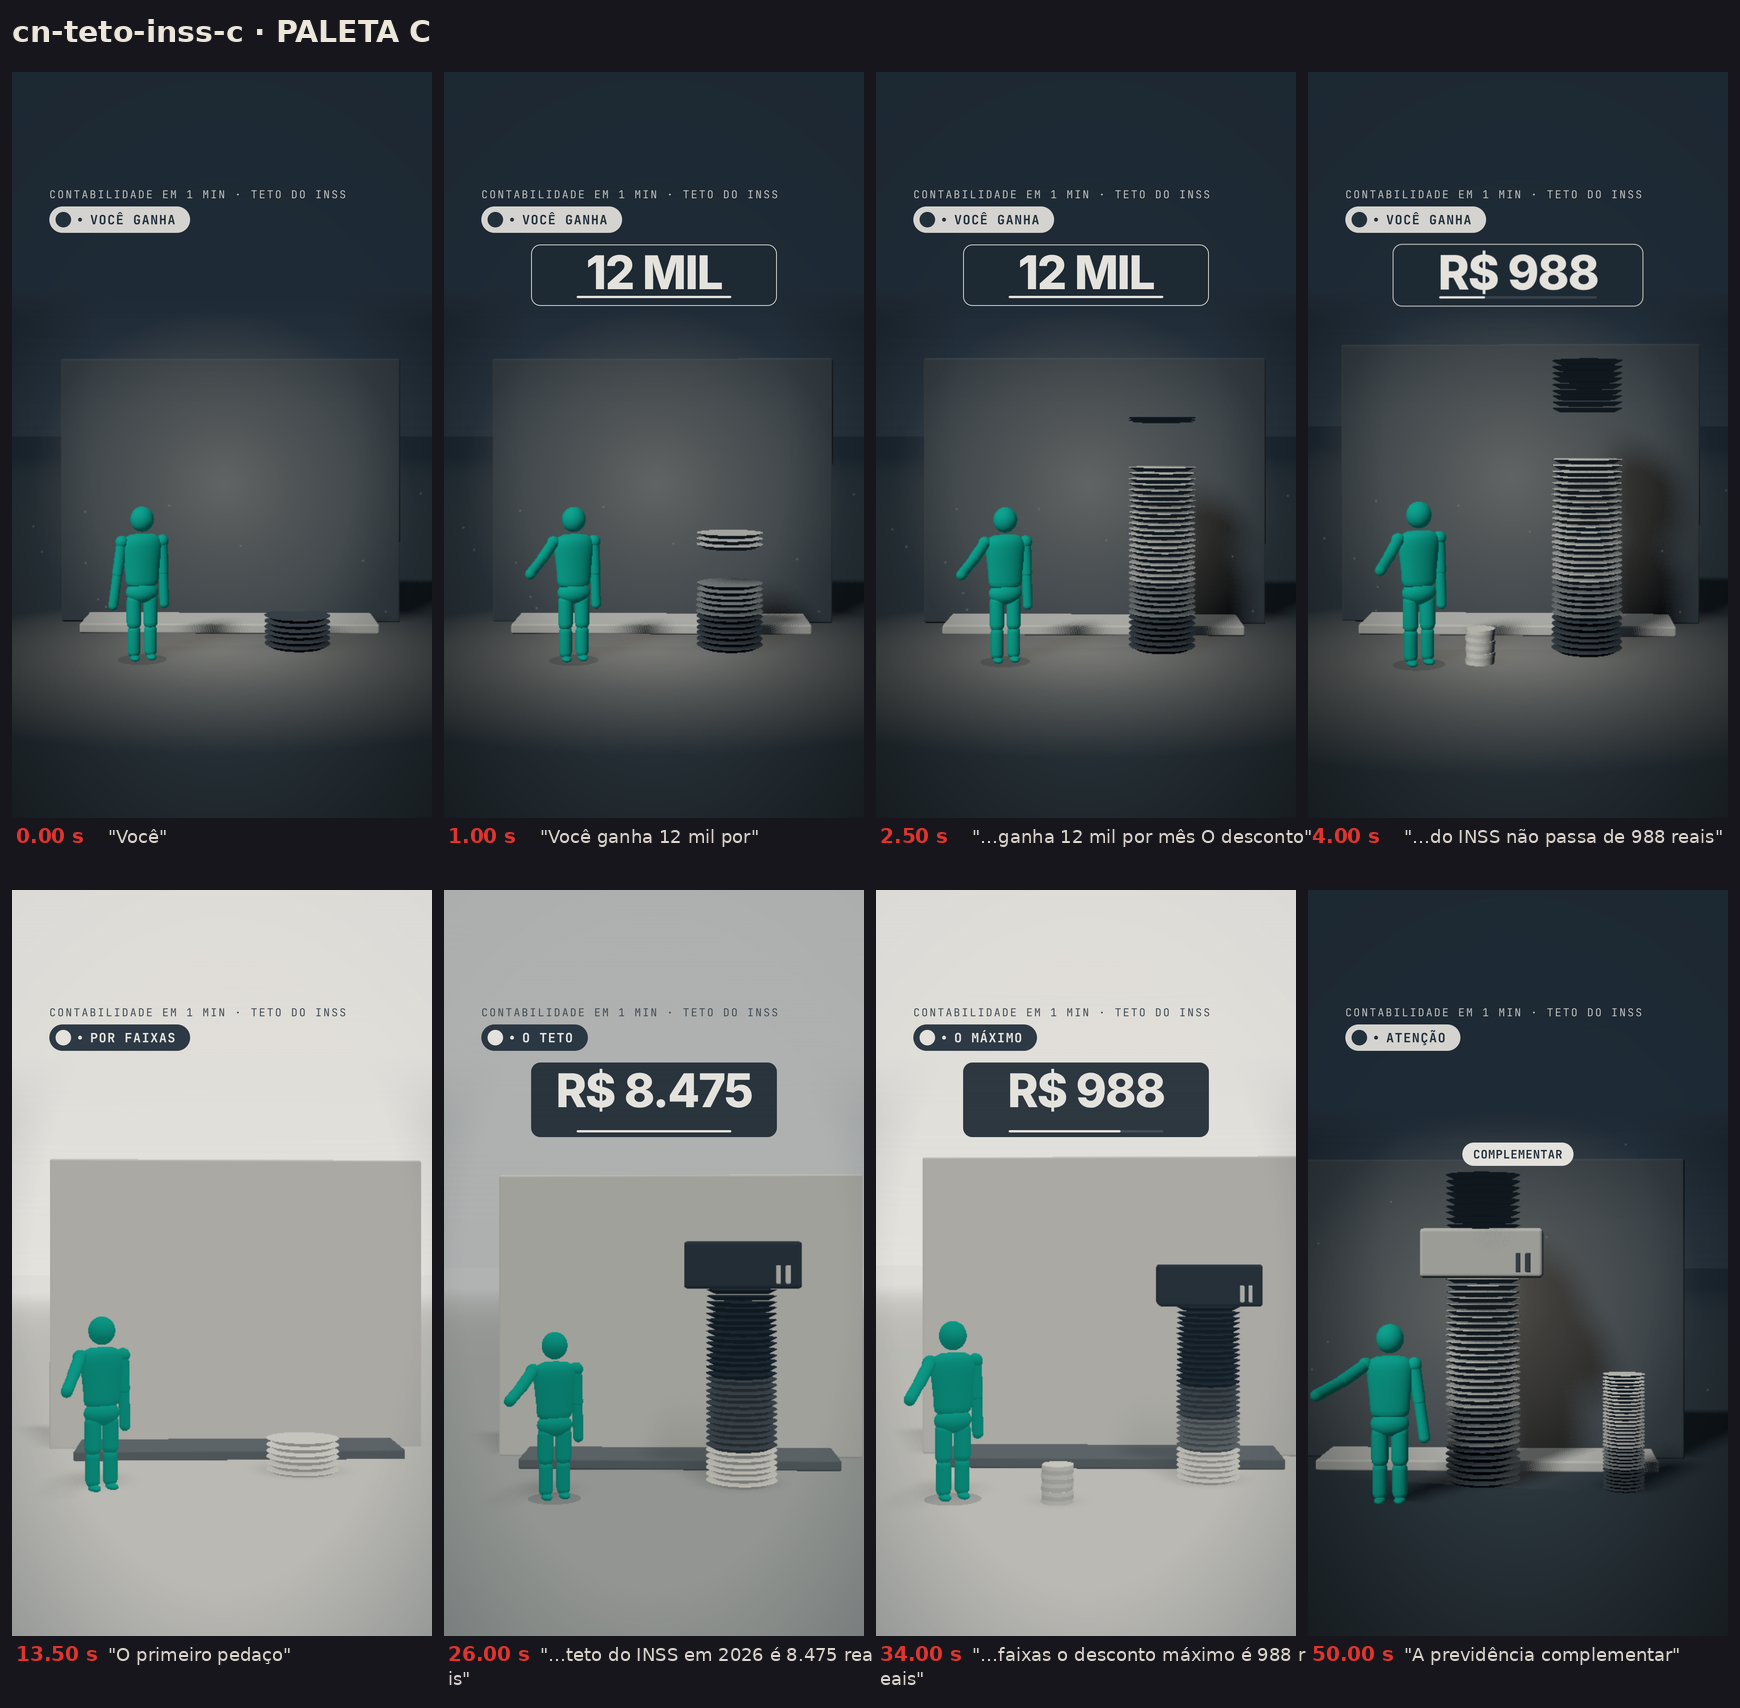 cn-teto-inss-c · PALETA C
CONTABILIDADE EM 1 MIN · TETO DO INSS
• VOCÊ GANHA
0.00 s "Você"
CONTABILIDADE EM 1 MIN · TETO DO INSS
• VOCÊ GANHA
12 MIL
1.00 s "Você ganha 12 mil por"
CONTABILIDADE EM 1 MIN · TETO DO INSS
• VOCÊ GANHA
12 MIL
2.50 s "...ganha 12 mil por mês O desconto"
CONTABILIDADE EM 1 MIN · TETO DO INSS
• VOCÊ GANHA
R$ 988
4.00 s "...do INSS não passa de 988 reais"
CONTABILIDADE EM 1 MIN · TETO DO INSS
• POR FAIXAS
13.50 s "O primeiro pedaço"
CONTABILIDADE EM 1 MIN · TETO DO INSS
• O TETO
R$ 8.475
26.00 s "...teto do INSS em 2026 é 8.475 rea
is"
CONTABILIDADE EM 1 MIN · TETO DO INSS
• O MÁXIMO
R$ 988
34.00 s "...faixas o desconto máximo é 988 r
eais"
CONTABILIDADE EM 1 MIN · TETO DO INSS
• ATENÇÃO
COMPLEMENTAR
50.00 s "A previdência complementar"